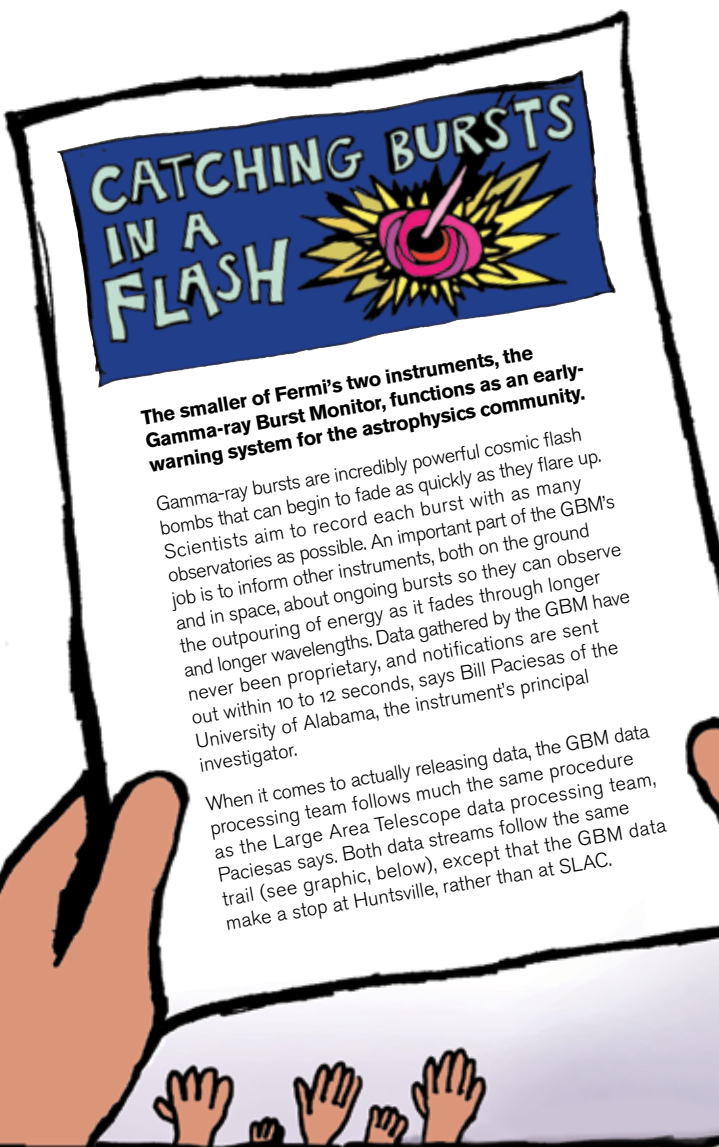 CATCHING BURSTS
IN A
FLASH
The smaller of Fermi's two instruments, the
Gamma-ray Burst Monitor, functions as an early-
warning system for the astrophysics community.
Gamma-ray bursts are incredibly powerful cosmic flash
bombs that can begin to fade as quickly as they flare up.
Scientists aim to record each burst with as many
observatories as possible. An important part of the GBM's
job is to inform other instruments, both on the ground
and in space, about ongoing bursts so they can observe
the outpouring of energy as it fades through longer
and longer wavelengths. Data gathered by the GBM have
never been proprietary, and notifications are sent
out within 10 to 12 seconds, says Bill Paciesas of the
University of Alabama, the instrument's principal
investigator.
When it comes to actually releasing data, the GBM data
processing team follows much the same procedure
as the Large Area Telescope data processing team,
Paciesas says. Both data streams follow the same
trail (see graphic, below), except that the GBM data
make a stop at Huntsville, rather than at SLAC.